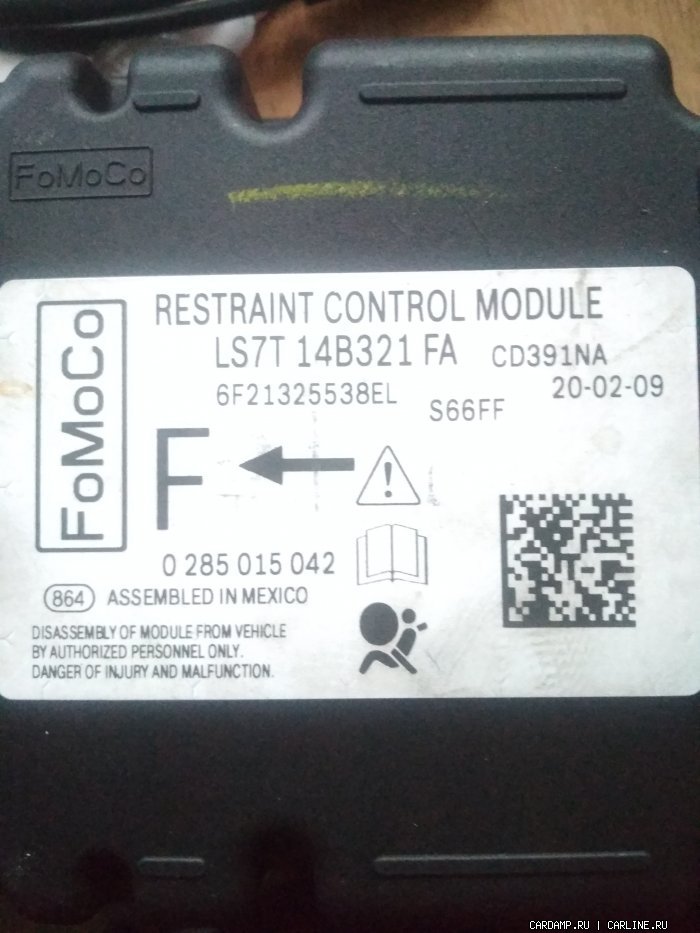 FoMoCo
RESTRAINT CONTROL MODULE
LS7T 14B321 FA CD391NA
6F21325538EL S66FF 20-02-09
FoMoCo
F
0 285 015 042
864 ASSEMBLED IN MEXICO
DISASSEMBLY OF MODULE FROM VEHICLE
BY AUTHORIZED PERSONNEL ONLY.
DANGER OF INJURY AND MALFUNCTION.
CARDAMP.RU | CARLINE.RU